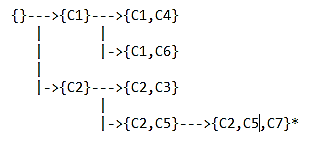 {}--->{C1}--->{C1,C4}
   |       |
   |       |->{C1,C6}
   |
   |->{C2}--->{C2,C3}
           |
           |->{C2,C5}--->{C2,C5,C7}*